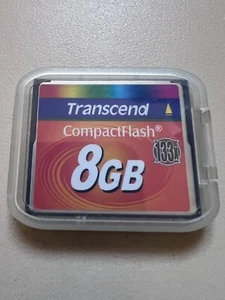 Transcend
CompactFlash®
8GB
133x